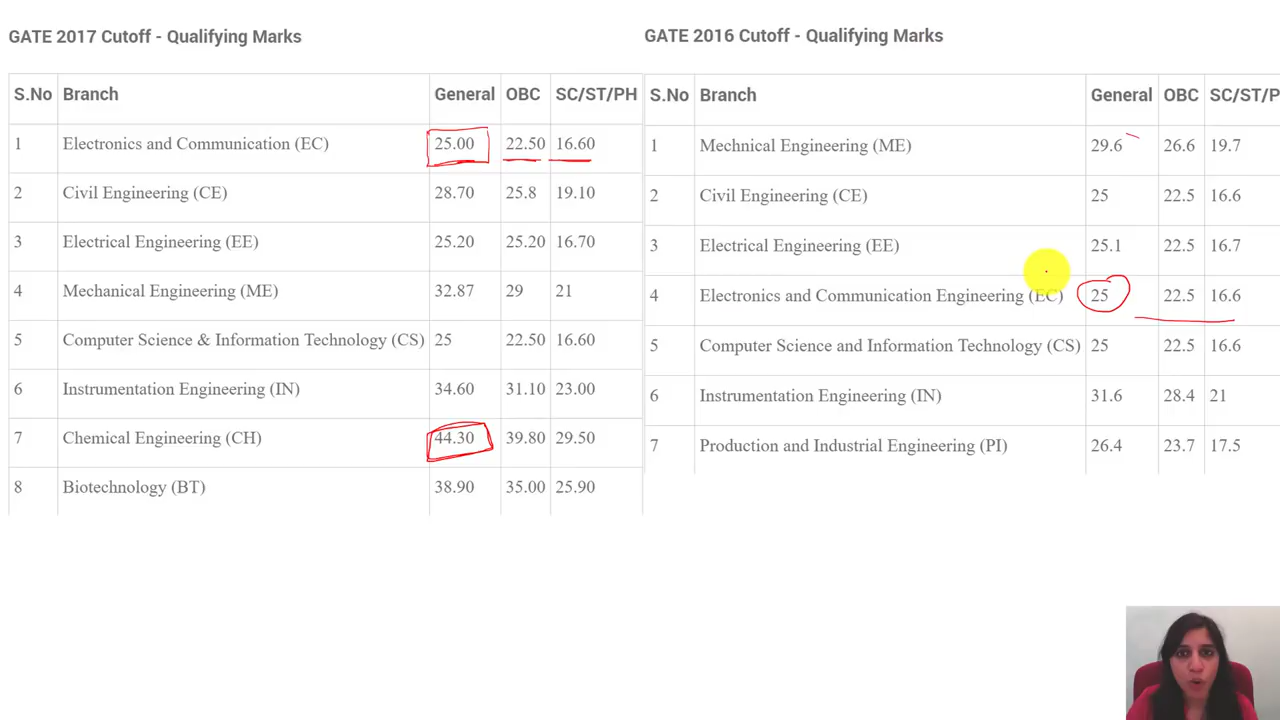 GATE 2017 Cutoff - Qualifying Marks
S.No Branch General OBC SC/ST/PH
1 Electronics and Communication (EC) 25.00 22.50 16.60
2 Civil Engineering (CE) 28.70 25.8 19.10
3 Electrical Engineering (EE) 25.20 25.20 16.70
4 Mechanical Engineering (ME) 32.87 29 21
5 Computer Science & Information Technology (CS) 25 22.50 16.60
6 Instrumentation Engineering (IN) 34.60 31.10 23.00
7 Chemical Engineering (CH) 44.30 39.80 29.50
8 Biotechnology (BT) 38.90 35.00 25.90
GATE 2016 Cutoff - Qualifying Marks
S.No Branch General OBC SC/ST/P
1 Mechnical Engineering (ME) 29.6 26.6 19.7
2 Civil Engineering (CE) 25 22.5 16.6
3 Electrical Engineering (EE) 25.1 22.5 16.7
4 Electronics and Communication Engineering (EC) 25 22.5 16.6
5 Computer Science and Information Technology (CS) 25 22.5 16.6
6 Instrumentation Engineering (IN) 31.6 28.4 21
7 Production and Industrial Engineering (PI) 26.4 23.7 17.5